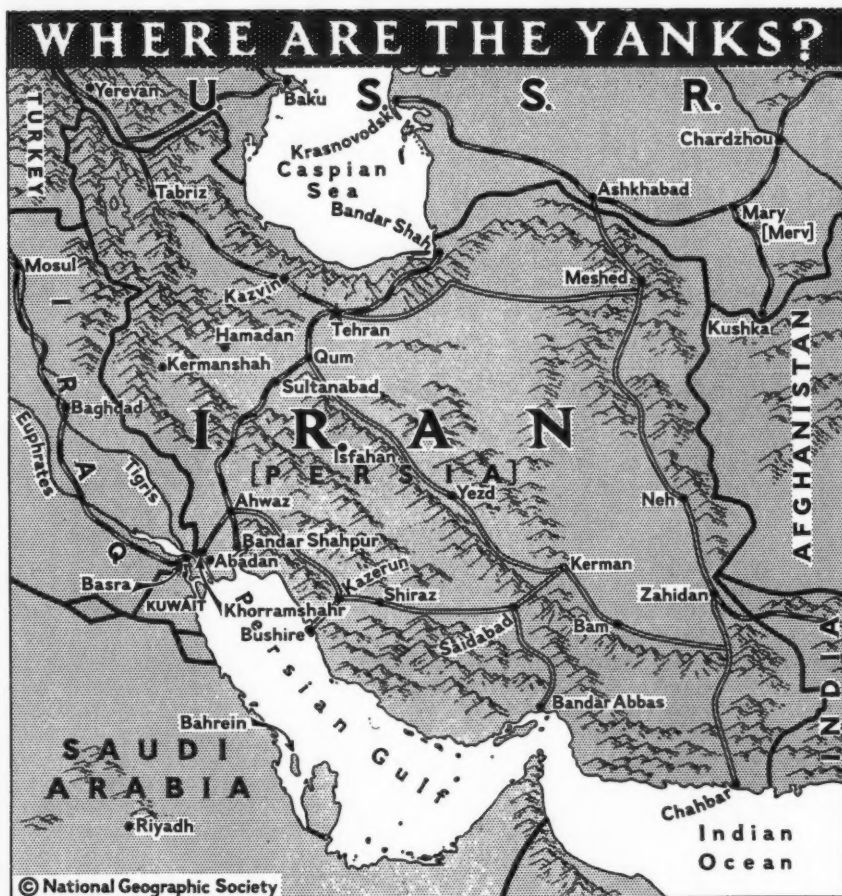 WHERE ARE THE YANKS?
U. S. S. R.
TURKEY
Yerevan
Baku
Krasnovodsk
Caspian
Sea
Bandar Shah
Chardzhou
Ashkhabad
Mary
[Merv]
Tabriz
Mosul
Kazvin
Meshed
Kushka
Tehran
Hamadan
Kermanshah
Qum
Sultanabad
IRAQ
Baghdad
Euphrates
Tigris
IRAN
[PERSIA]
Isfahan
Yezd
AFGHANISTAN
Neh
Ahwaz
Bandar Shahpur
Abadan
Basra
KUWAIT
Khorramshahr
Kazerun
Shiraz
Bushire
Kerman
Saidabad
Bam
Zahidan
INDIA
Persian Gulf
Bandar Abbas
Bahrein
SAUDI
ARABIA
Riyadh
Chahbar
Indian
Ocean
© National Geographic Society